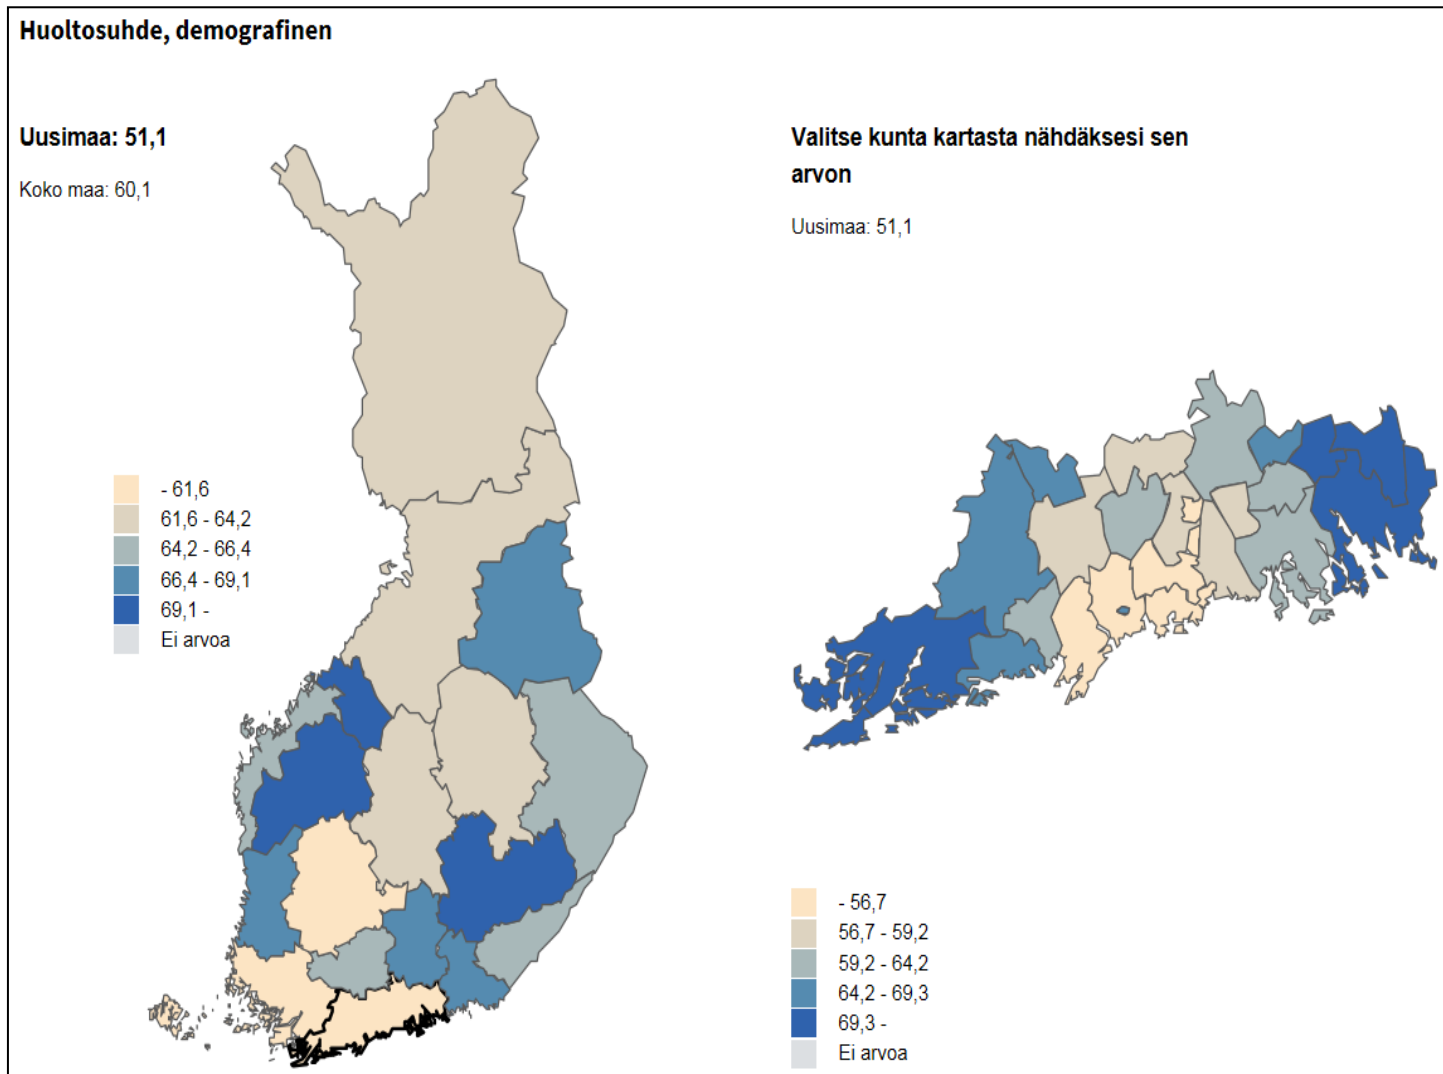 Huoltosuhde, demografinen
Uusimaa: 51,1
Koko maa: 60,1
- 61,6
61,6 - 64,2
64,2 - 66,4
66,4 - 69,1
69,1 -
Ei arvoa
Valitse kunta kartasta nähdäksesi sen
arvon
Uusimaa: 51,1
- 56,7
56,7 - 59,2
59,2 - 64,2
64,2 - 69,3
69,3 -
Ei arvoa